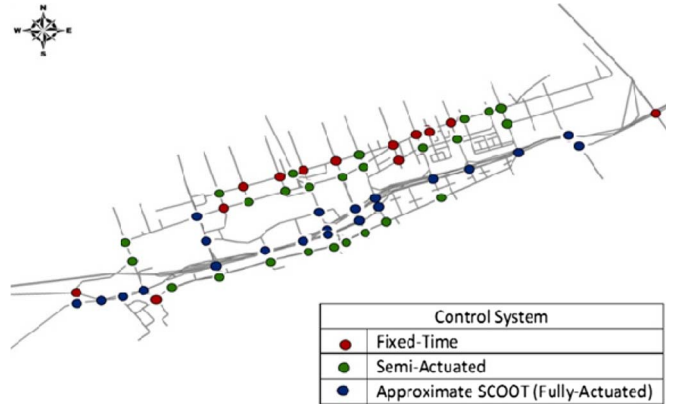 N
W E
S
Control System
Fixed-Time
Semi-Actuated
Approximate SCOOT (Fully-Actuated)